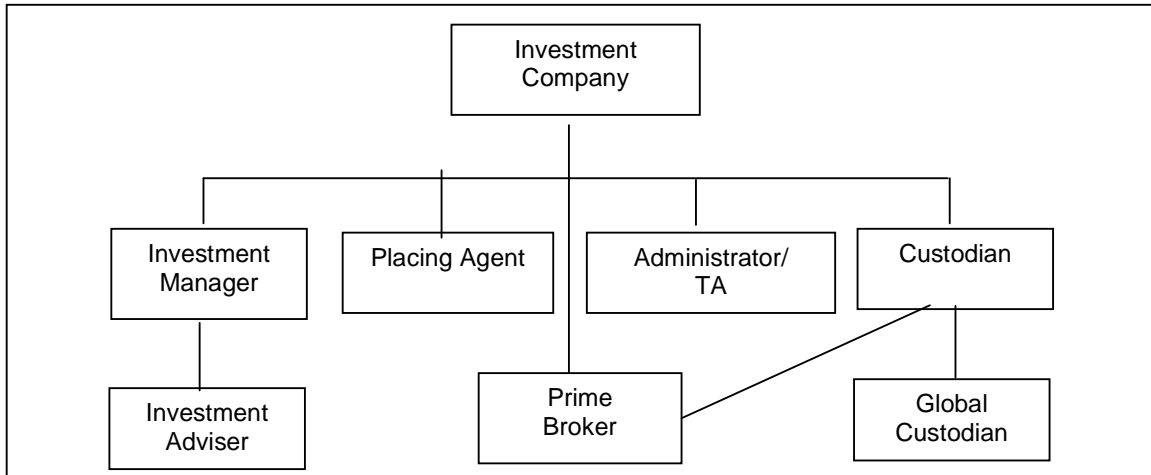 Investment
Company
Investment
Manager
Placing Agent
Administrator/
TA
Custodian
Investment
Adviser
Prime
Broker
Global
Custodian